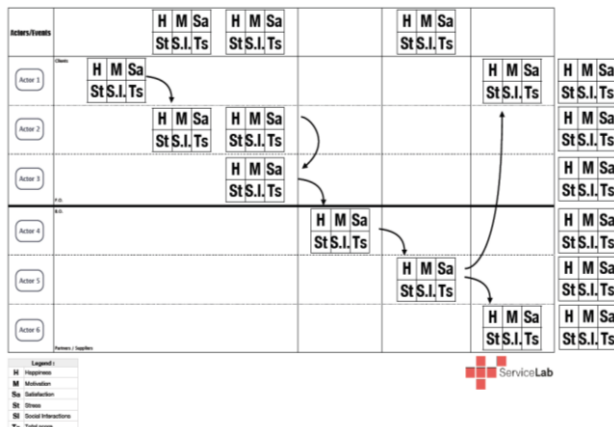 H M Sa H M Sa H M Sa
Actors/Events
St S.I. Ts St S.I. Ts St S.I. Ts
Clients
H M Sa H M Sa H M Sa
Actor 1
St S.I. Ts St S.I. Ts St S.I. Ts
H M Sa H M Sa H M Sa
Actor 2
St S.I. Ts St S.I. Ts St S.I. Ts
H M Sa H M Sa
Actor 3
St S.I. Ts St S.I. Ts
F.O.
B.O.
H M Sa H M Sa
Actor 4
St S.I. Ts St S.I. Ts
H M Sa H M Sa
Actor 5
St S.I. Ts St S.I. Ts
H M Sa H M Sa
Actor 6
St S.I. Ts St S.I. Ts
Partners / Suppliers
Legend :
H Happiness
M Motivation
Sa Satisfaction
St Stress
SI Social Interactions
Ts Total score
ServiceLab